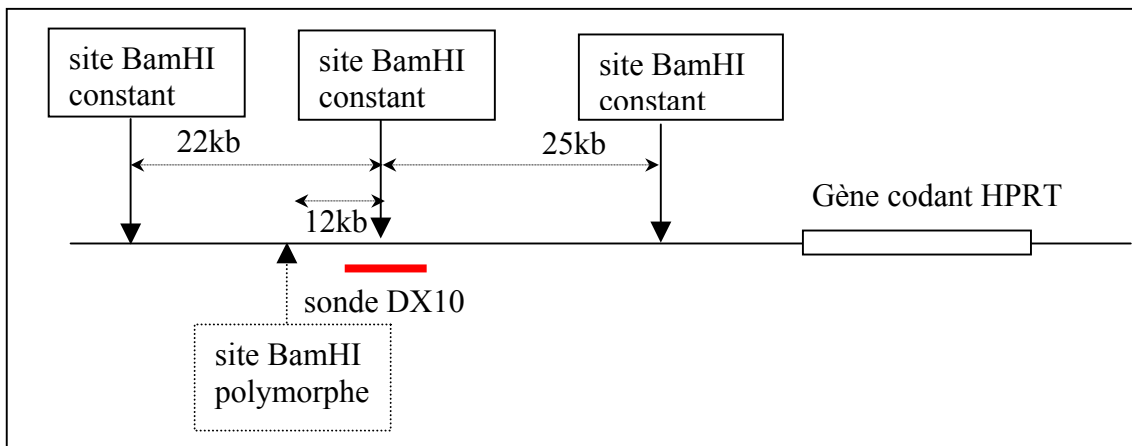 site BamHI
constant
site BamHI
constant
site BamHI
constant
22kb
25kb
12kb
Gène codant HPRT
sonde DX10
site BamHI
polymorphe